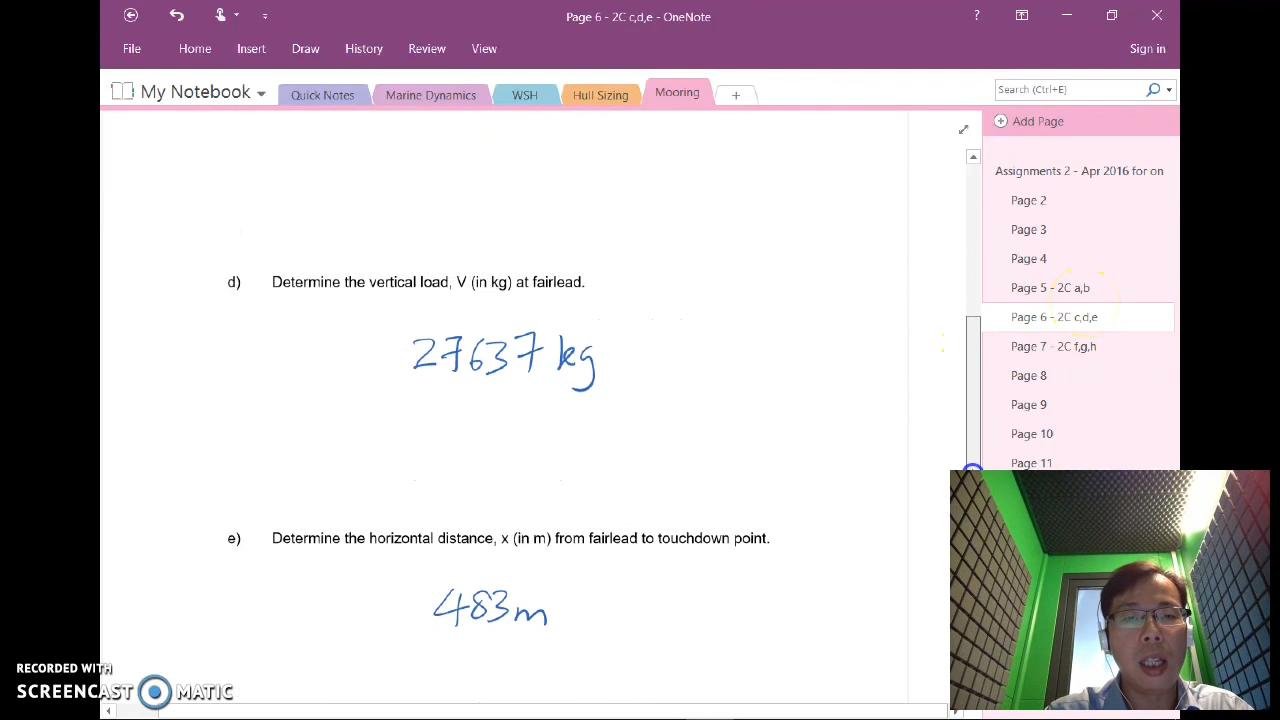 Page 6 - 2C c,d,e - OneNote
?
File Home Insert Draw History Review View
Sign in
My Notebook
Quick Notes
Marine Dynamics
WSH
Hull Sizing
Mooring
+
Search (Ctrl+E)
Add Page
Assignments 2 - Apr 2016 for on
Page 2
Page 3
Page 4
Page 5 - 2C a,b
Page 6 - 2C c,d,e
Page 7 - 2C f,g,h
Page 8
Page 9
Page 10
Page 11
d) Determine the vertical load, V (in kg) at fairlead.
27637 kg
e) Determine the horizontal distance, x (in m) from fairlead to touchdown point.
483m
RECORDED WITH
SCREENCAST MATIC